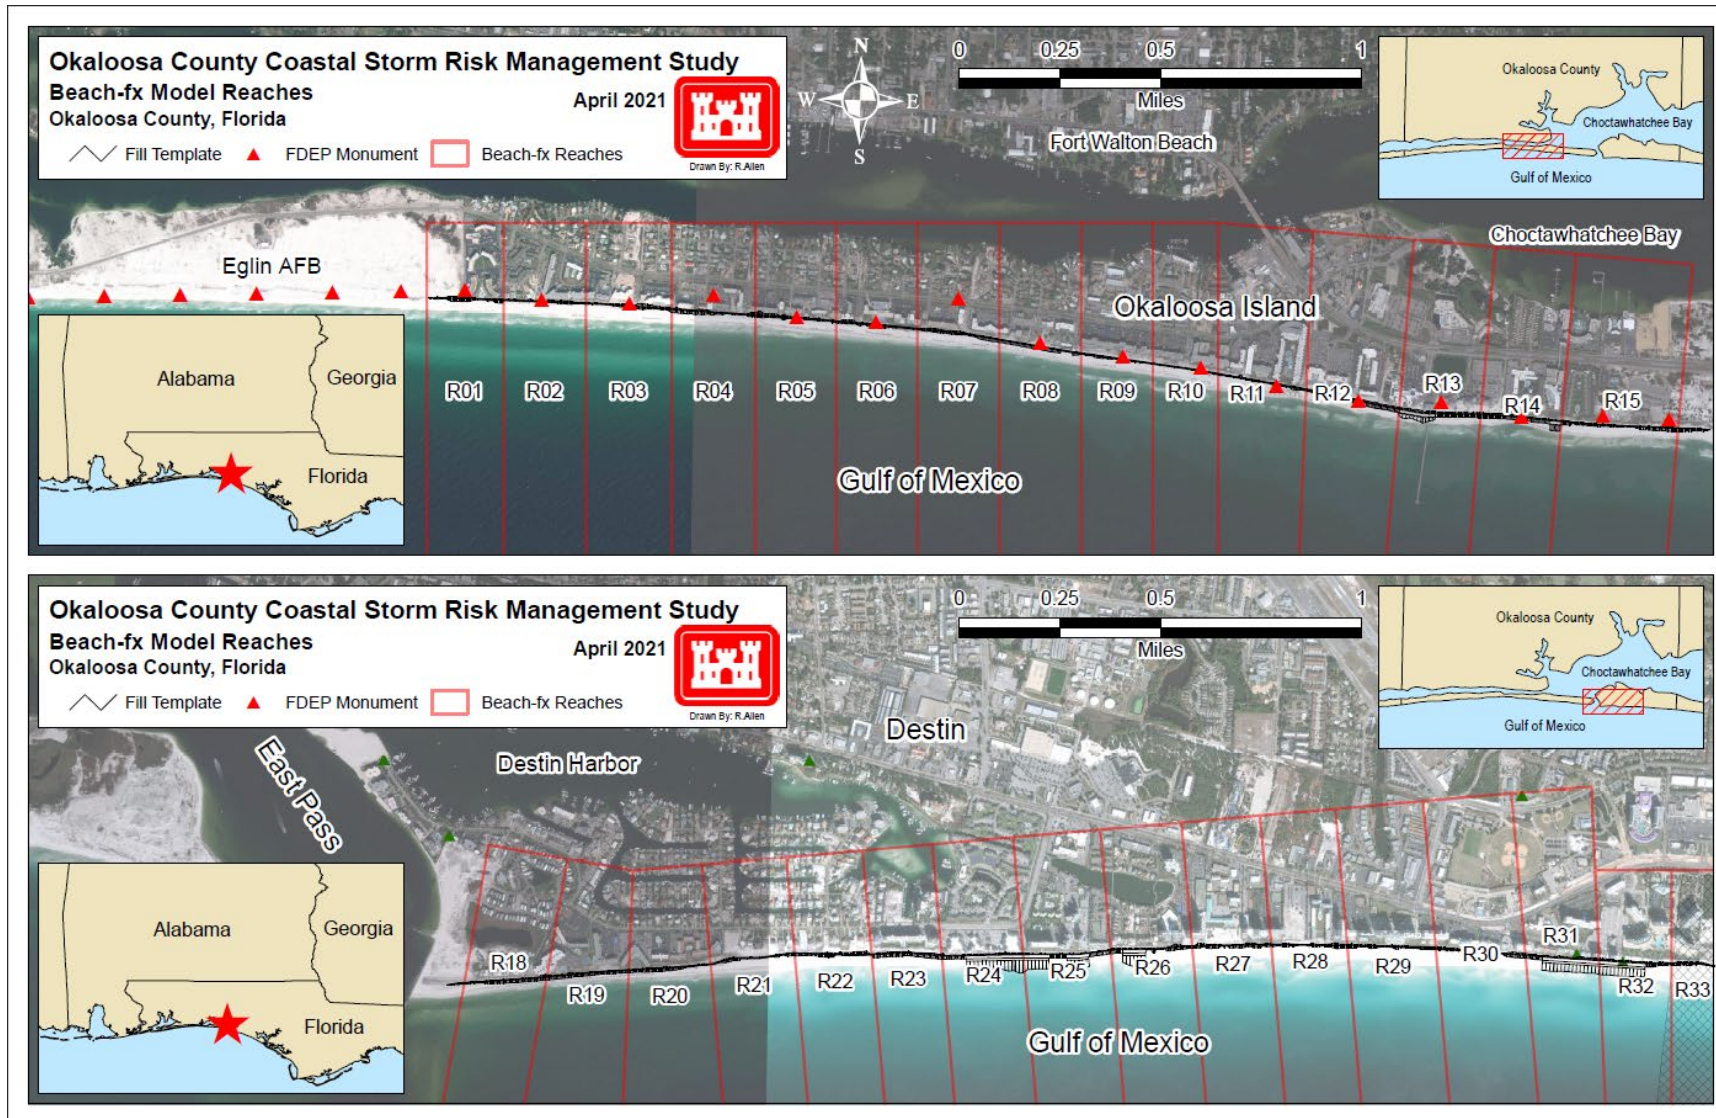 Okaloosa County Coastal Storm Risk Management Study
Beach-fx Model Reaches
April 2021
Okaloosa County, Florida
Fill Template
FDEP Monument
Beach-fx Reaches
Drawn By: R.Allen
N
W E
S
0 0.25 0.5 1
Miles
Fort Walton Beach
Okaloosa County
Choctawhatchee Bay
Gulf of Mexico
Choctawhatchee Bay
Eglin AFB
Okaloosa Island
R01 R02 R03 R04 R05 R06 R07 R08 R09 R10 R11 R12 R13 R14 R15
Gulf of Mexico
Alabama
Georgia
Florida
Okaloosa County Coastal Storm Risk Management Study
Beach-fx Model Reaches
April 2021
Okaloosa County, Florida
Fill Template
FDEP Monument
Beach-fx Reaches
Drawn By: R.Allen
0 0.25 0.5 1
Miles
Okaloosa County
Choctawhatchee Bay
Gulf of Mexico
East Pass
Destin Harbor
Destin
R18 R19 R20 R21 R22 R23 R24 R25 R26 R27 R28 R29 R30 R31 R32 R33
Gulf of Mexico
Alabama
Georgia
Florida